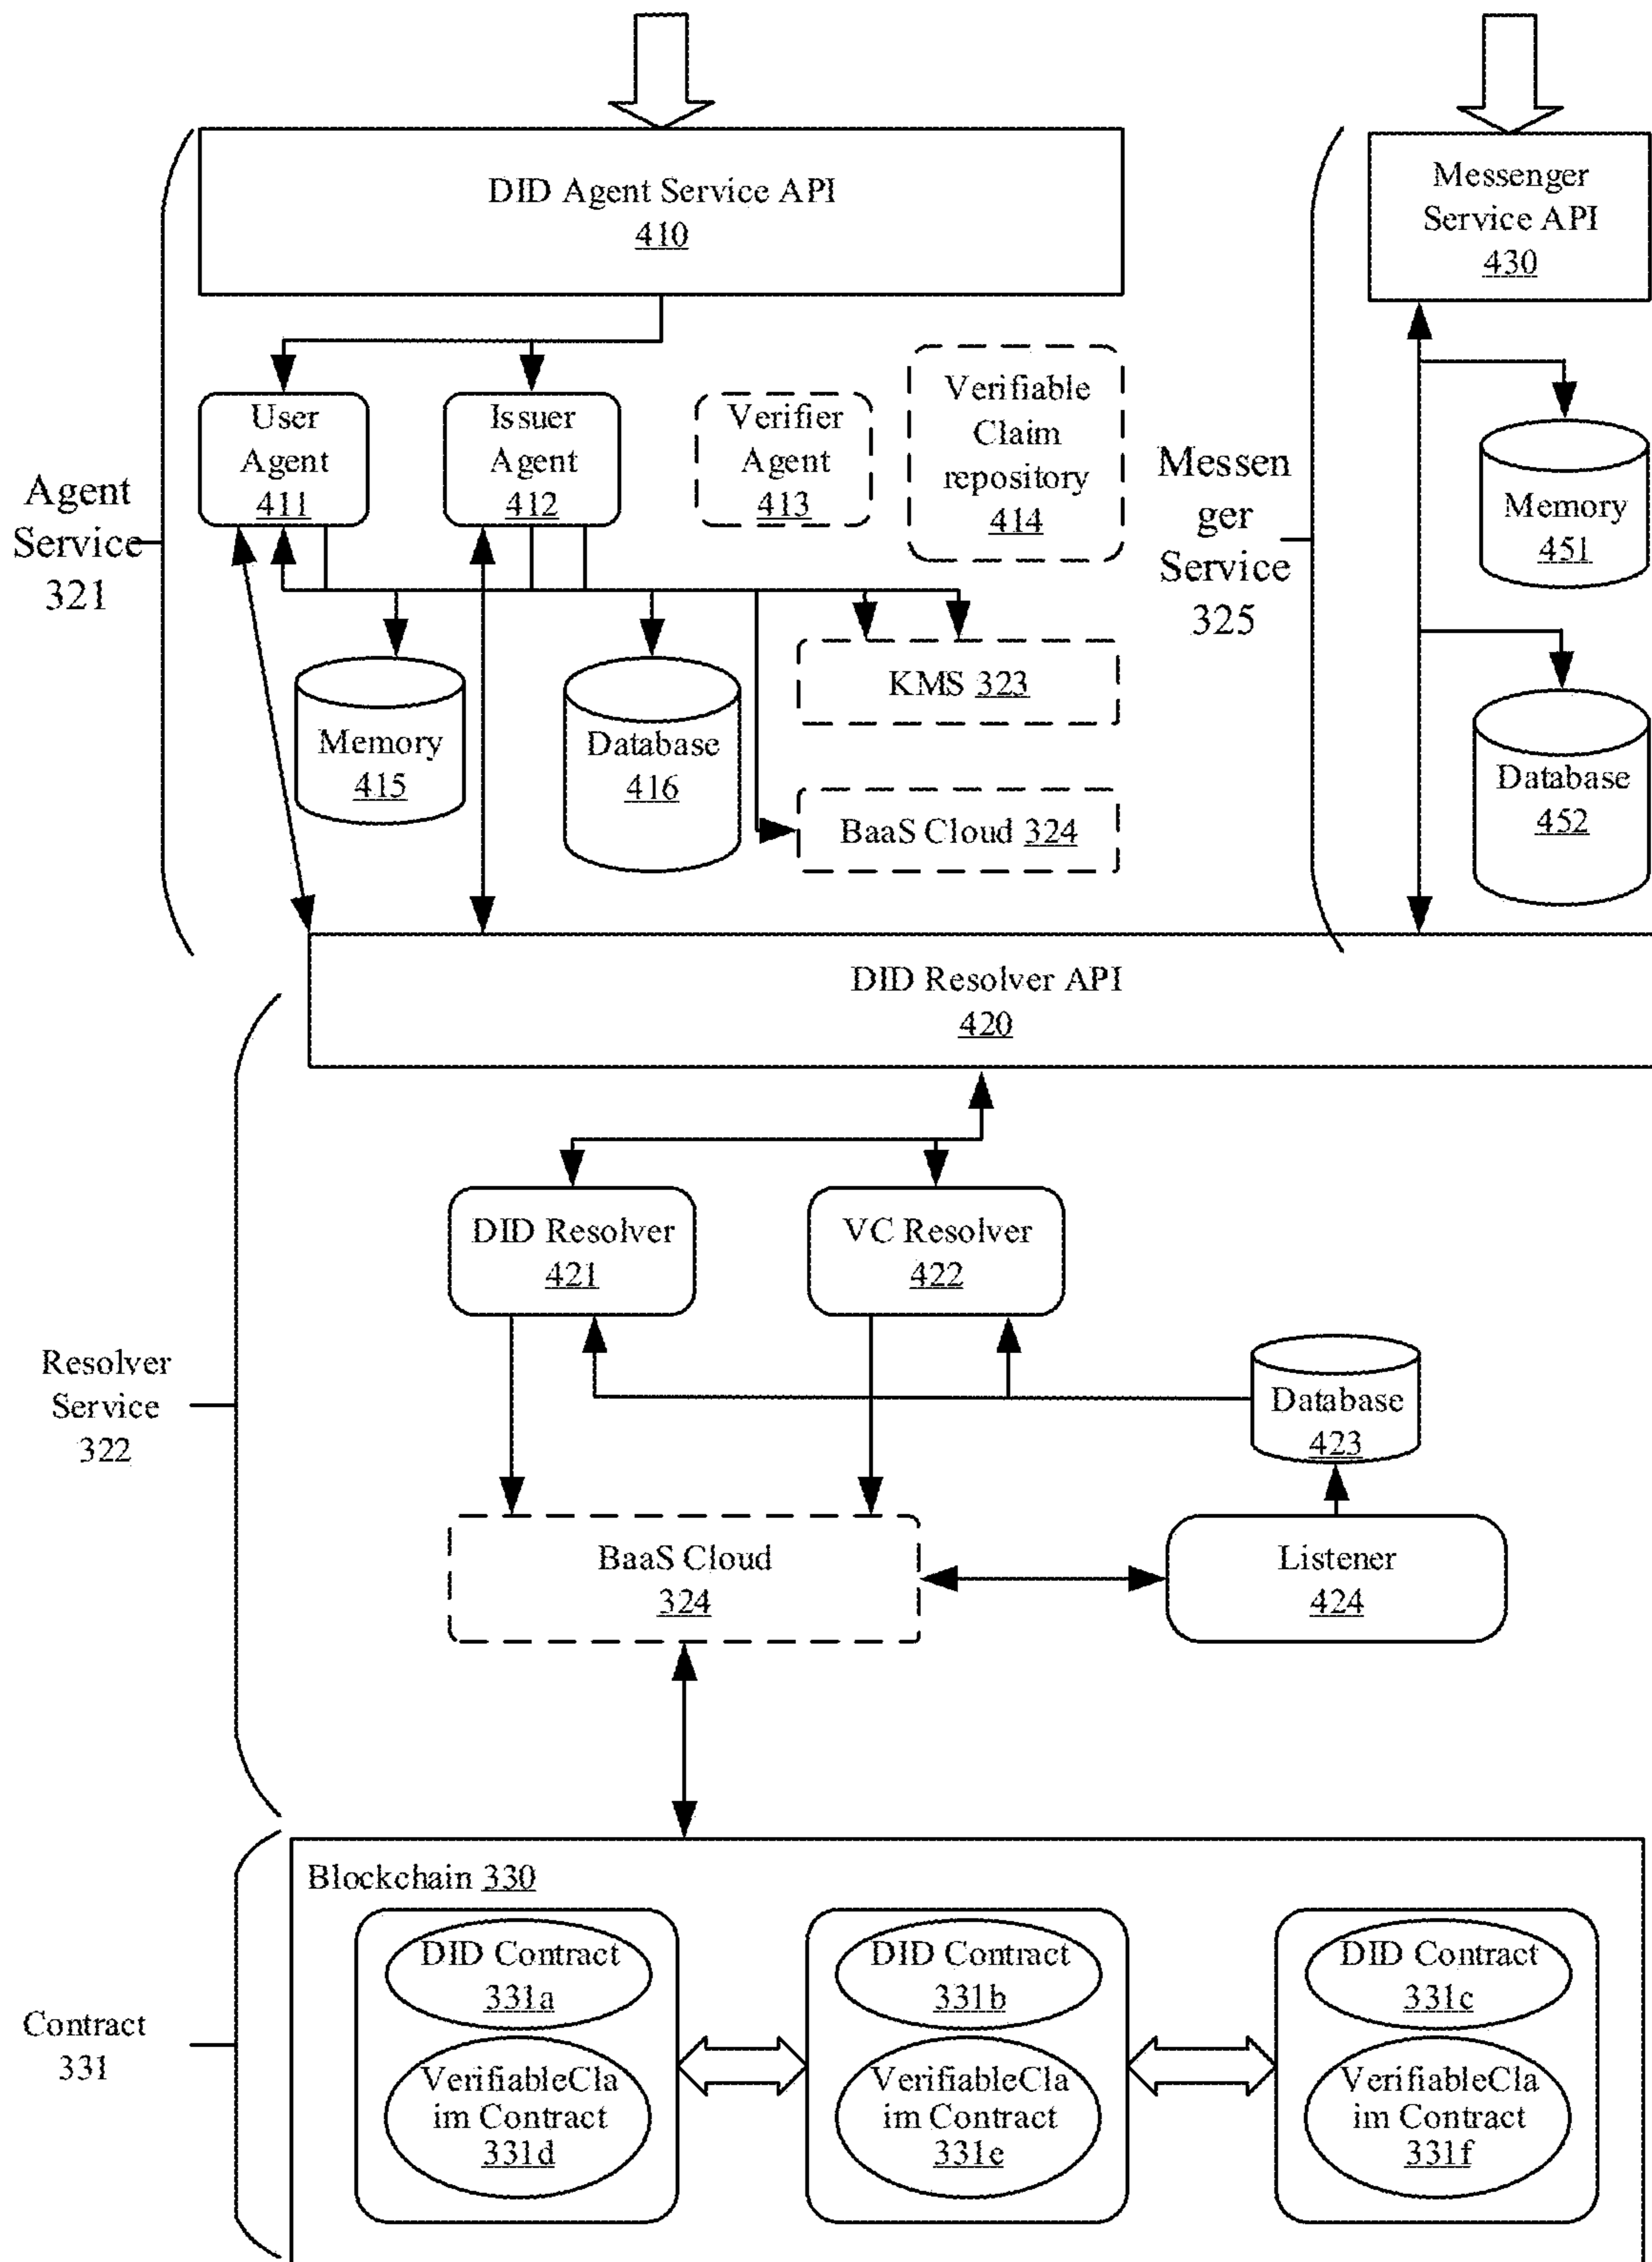 DID Agent Service API
410
Messenger
Service API
430
User
Agent
411
Issuer
Agent
412
Verifier
Agent
413
Verifiable
Claim
repository
414
Agent
Service
321
Messen
ger
Service
325
Memory
451
Memory
415
Database
416
KMS 323
BaaS Cloud 324
Database
452
DID Resolver API
420
DID Resolver
421
VC Resolver
422
Resolver
Service
322
Database
423
BaaS Cloud
324
Listener
424
Blockchain 330
Contract
331
DID Contract
331a
VerifiableCla
im Contract
331d
DID Contract
331b
VerifiableCla
im Contract
331e
DID Contract
331c
VerifiableCla
im Contract
331f